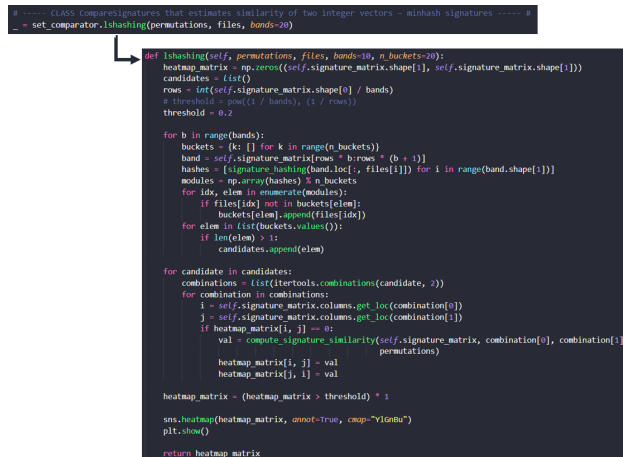 # ----- CLASS CompareSignatures that estimates similarity of two integer vectors – minhash signatures ----- #
_ = set_comparator.lshashing(permutations, files, bands=20)
def lshashing(self, permutations, files, bands=10, n_buckets=20):
heatmap_matrix = np.zeros((self.signature_matrix.shape[1], self.signature_matrix.shape[1]))
candidates = list()
rows = int(self.signature_matrix.shape[0] / bands)
# threshold = pow((1 / bands), (1 / rows))
threshold = 0.2
for b in range(bands):
buckets = {k: [] for k in range(n_buckets)}
band = self.signature_matrix[rows * b:rows * (b + 1)]
hashes = [signature_hashing(band.loc[:, files[i]]) for i in range(band.shape[1])]
modules = np.array(hashes) % n_buckets
for idx, elem in enumerate(modules):
if files[idx] not in buckets[elem]:
buckets[elem].append(files[idx])
for elem in list(buckets.values()):
if len(elem) > 1:
candidates.append(elem)
for candidate in candidates:
combinations = list(itertools.combinations(candidate, 2))
for combination in combinations:
i = self.signature_matrix.columns.get_loc(combination[0])
j = self.signature_matrix.columns.get_loc(combination[1])
if heatmap_matrix[i, j] == 0:
val = compute_signature_similarity(self.signature_matrix, combination[0], combination[1]
permutations)
heatmap_matrix[i, j] = val
heatmap_matrix[j, i] = val
heatmap_matrix = (heatmap_matrix > threshold) * 1
sns.heatmap(heatmap_matrix, annot=True, cmap="YlGnBu")
plt.show()
return heatmap_matrix